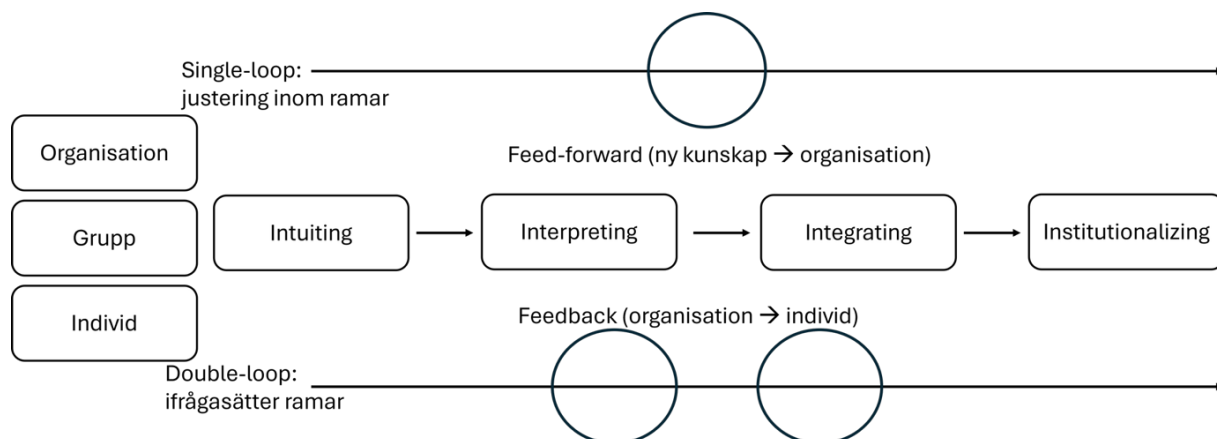 Single-loop:
justering inom ramar
Organisation
Feed-forward (ny kunskap → organisation)
Grupp
Intuiting
Interpreting
Integrating
Institutionalizing
Individ
Feedback (organisation → individ)
Double-loop:
ifrågasätter ramar